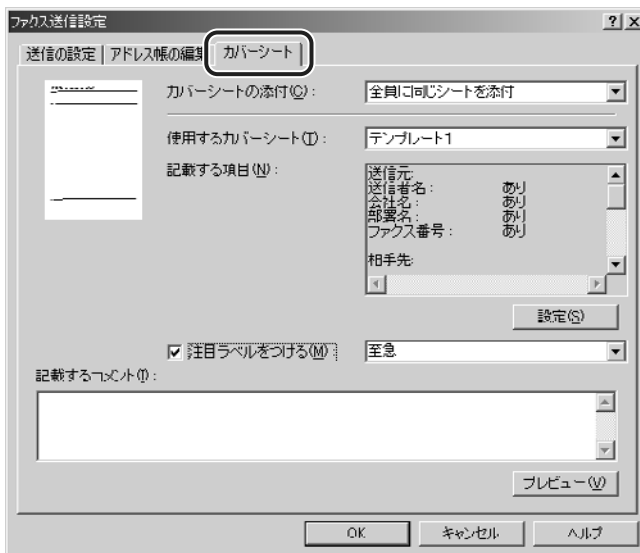 ファクス送信設定
送信の設定 アドレス帳の編集 カバーシート
カバーシートの添付(C): 全員に同じシートを添付
使用するカバーシート(T): テンプレート1
記載する項目(N): 送信元:
送信者名: あり
会社名: あり
部署名: あり
ファクス番号: あり
相手先:
設定(S)
注目ラベルをつける(M): 至急
記載するコメント(I):
プレビュー(V)
OK キャンセル ヘルプ